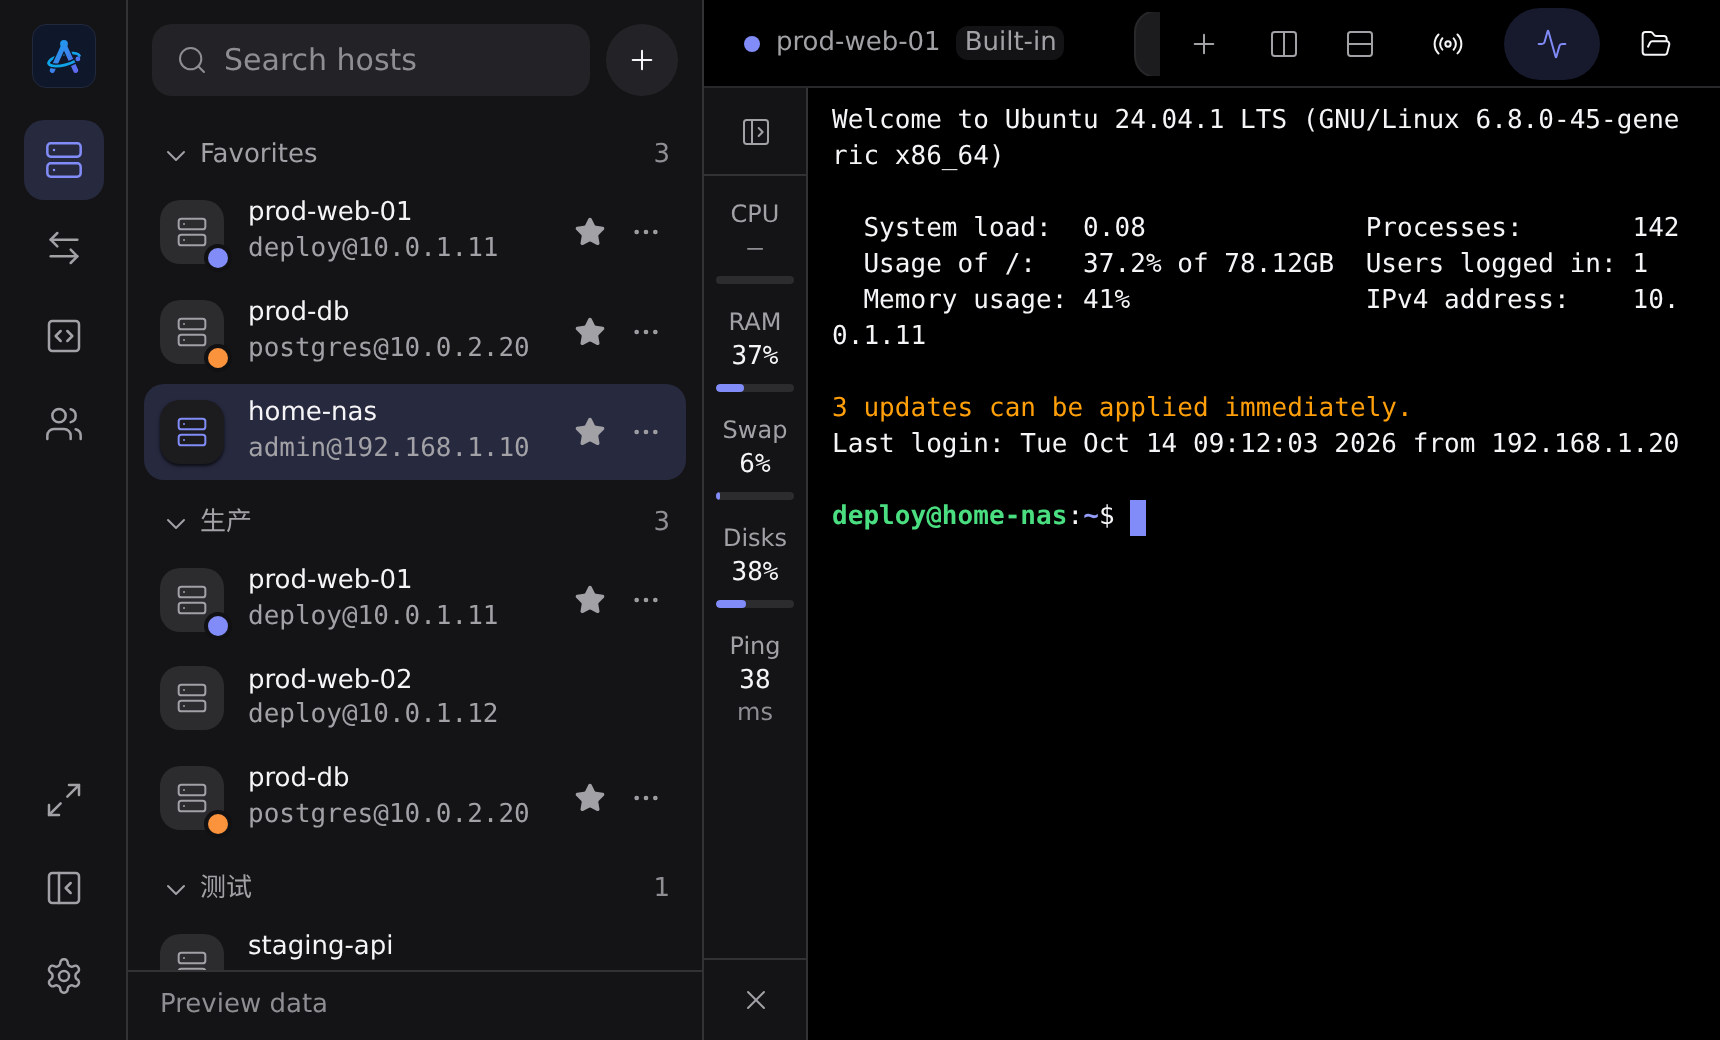 Search hosts
Favorites 3
prod-web-01
deploy@10.0.1.11
prod-db
postgres@10.0.2.20
home-nas
admin@192.168.1.10
生产 3
prod-web-01
deploy@10.0.1.11
prod-web-02
deploy@10.0.1.12
prod-db
postgres@10.0.2.20
测试 1
staging-api
Preview data
prod-web-01 Built-in
CPU
—
RAM
37%
Swap
6%
Disks
38%
Ping
38
ms
Welcome to Ubuntu 24.04.1 LTS (GNU/Linux 6.8.0-45-gene
ric x86_64)
System load: 0.08 Processes: 142
Usage of /: 37.2% of 78.12GB Users logged in: 1
Memory usage: 41% IPv4 address: 10.
0.1.11
3 updates can be applied immediately.
Last login: Tue Oct 14 09:12:03 2026 from 192.168.1.20
deploy@home-nas:~$